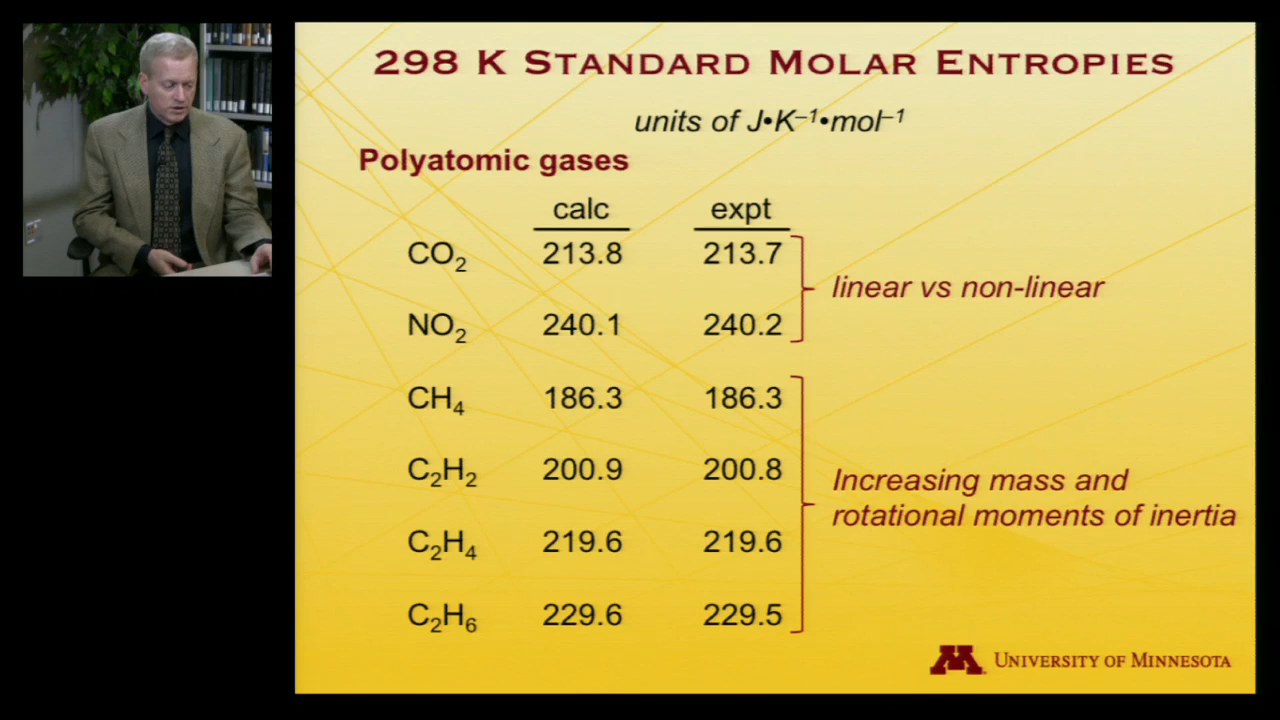 298 K STANDARD MOLAR ENTROPIES
units of J•K⁻¹•mol⁻¹
Polyatomic gases
calc expt
CO₂ 213.8 213.7
linear vs non-linear
NO₂ 240.1 240.2
CH₄ 186.3 186.3
C₂H₂ 200.9 200.8
Increasing mass and
rotational moments of inertia
C₂H₄ 219.6 219.6
C₂H₆ 229.6 229.5
M UNIVERSITY OF MINNESOTA